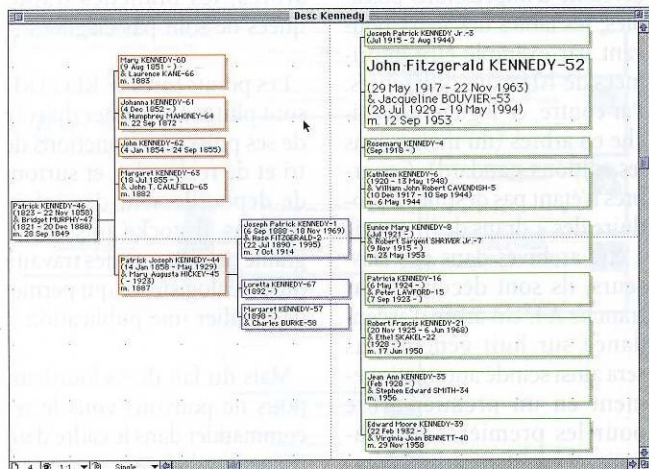 Desc Kennedy
Mary KENNEDY-60
(9 Aug 1851 - )
& Laurence KANE-66
m. 1883
Johanna KENNEDY-61
(4 Dec 1852 - )
& Humphrey MAHONEY-64
m. 22 Sep 1872
John KENNEDY-62
(4 Jan 1854 - 24 Sep 1855)
Margaret KENNEDY-63
(18 Jul 1855 - )
& John T. CAULFIELD-65
m. 1882
Patrick KENNEDY-46
(1823 - 22 Nov 1858)
& Bridget MURPHY-47
(1821 - 20 Dec 1888)
m. 28 Sep 1849
Patrick Joseph KENNEDY-44
(14 Jan 1858 - May 1929)
& Mary Augusta HICKEY-45
( - 1923)
m. 1887
Joseph Patrick KENNEDY-1
(6 Sep 1888 - 18 Nov 1969)
& Rose FITZGERALD-2
(22 Jul 1890 - 1995)
m. 7 Oct 1914
Loretta KENNEDY-67
(1892 - )
Margaret KENNEDY-57
(1898 - )
& Charles BURKE-58
Joseph Patrick KENNEDY Jr.-3
(Jul 1915 - 2 Aug 1944)
John Fitzgerald KENNEDY-52
(29 May 1917 - 22 Nov 1963)
& Jacqueline BOUVIER-53
(28 Jul 1929 - 19 May 1994)
m. 12 Sep 1953
Rosemary KENNEDY-4
(Sep 1918 - )
Kathleen KENNEDY-6
(1920 - 13 May 1948)
& William John Robert CAVENDISH-5
(10 Dec 1917 - 10 Sep 1944)
m. 6 May 1944
Eunice Mary KENNEDY-8
(Jul 1921 - )
& Robert Sargent SHRIVER Jr.-7
(9 Nov 1915 - )
m. 23 May 1953
Patricia KENNEDY-16
(6 May 1924 - )
& Peter LAWFORD-15
(7 Sep 1923 - )
Robert Francis KENNEDY-21
(20 Nov 1925 - 6 Jun 1968)
& Ethel SKAKEL-22
(1928 - )
m. 17 Jun 1950
Jean Ann KENNEDY-35
(Feb 1928 - )
& Stephen Edward SMITH-34
m. 1956
Edward Moore KENNEDY-39
(22 Feb 1932 - )
& Virginia Joan BENNETT-40
m. 29 Nov 1958
4 1:1 Single